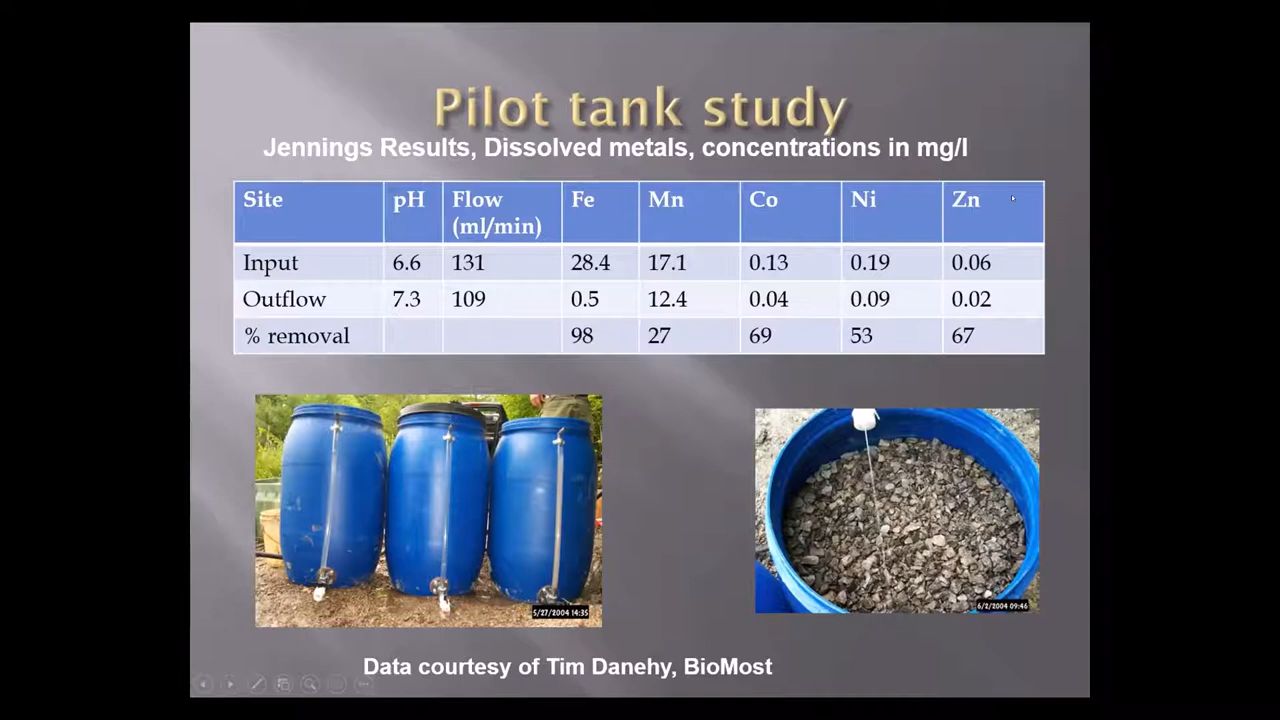 Pilot tank study
Jennings Results, Dissolved metals, concentrations in mg/l
Site pH Flow (ml/min) Fe Mn Co Ni Zn
Input 6.6 131 28.4 17.1 0.13 0.19 0.06
Outflow 7.3 109 0.5 12.4 0.04 0.09 0.02
% removal 98 27 69 53 67
5/27/2004 14:35
6/2/2004 09:46
Data courtesy of Tim Danehy, BioMost